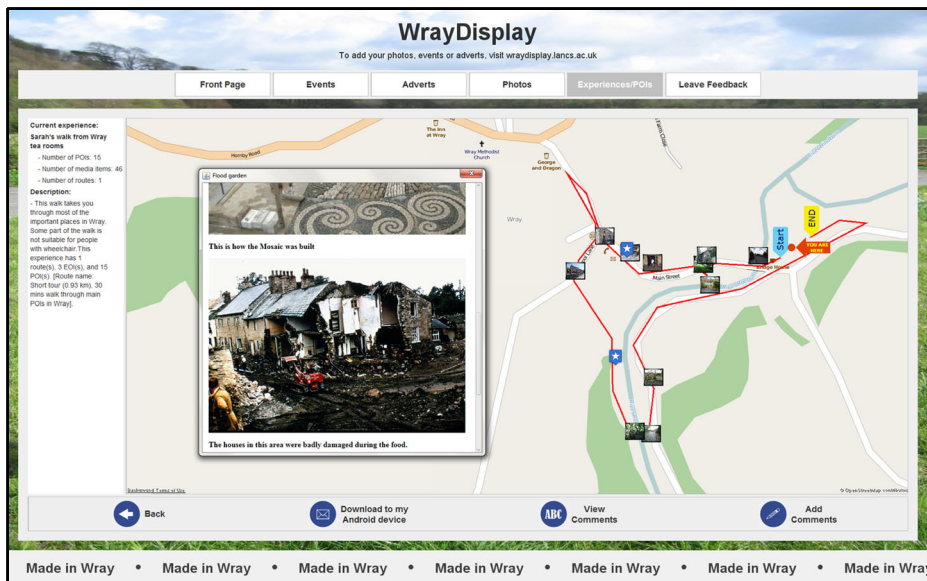 WrayDisplay
To add your photos, events or adverts, visit wraydisplay.lancs.ac.uk
Front Page
Events
Adverts
Photos
Experiences/POIs
Leave Feedback
Current experience:
Sarah's walk from Wray
tea rooms
- Number of POIs: 15
- Number of media items: 46
- Number of routes: 1
Description:
- This walk takes you
through most of the
important places in Wray.
Some part of the walk is
not suitable for people
with wheelchair. This
experience has 1
route(s), 3 EOI(s), and 15
POI(s). [Route name:
Short tour (0.93 km). 30
mins walk through main
POIs in Wray].
The Inn
at Wray
Hornby Road
Wray Methodist
Church
George
and Dragon
Wray
Main Street
Start
END
YOU ARE
HERE
Flood garden
This is how the Mosaic was built
The houses in this area were badly damaged during the food.
Back
Download to my
Android device
ABC
View
Comments
Add
Comments
Made in Wray • Made in Wray • Made in Wray • Made in Wray • Made in Wray • Made in Wray • Made in Wray